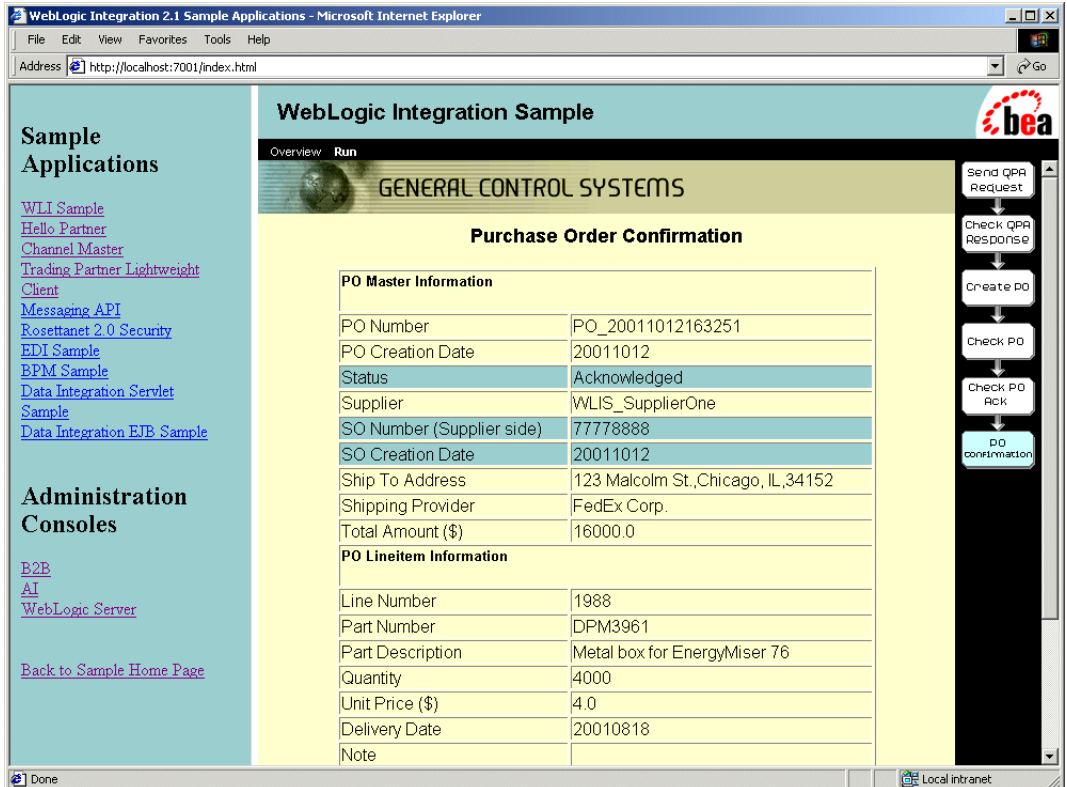 WebLogic Integration 2.1 Sample Applications - Microsoft Internet Explorer
File Edit View Favorites Tools Help
Address http://localhost:7001/index.html Go
Sample
Applications
WLI Sample
Hello Partner
Channel Master
Trading Partner Lightweight
Client
Messaging API
Rosettanet 2.0 Security
EDI Sample
BPM Sample
Data Integration Servlet
Sample
Data Integration EJB Sample
Administration
Consoles
B2B
AI
WebLogic Server
Back to Sample Home Page
WebLogic Integration Sample
bea
Overview Run
GENERAL CONTROL SYSTEMS
Purchase Order Confirmation
PO Master Information
PO Number PO_20011012163251
PO Creation Date 20011012
Status Acknowledged
Supplier WLIS_SupplierOne
SO Number (Supplier side) 77778888
SO Creation Date 20011012
Ship To Address 123 Malcolm St.,Chicago, IL,34152
Shipping Provider FedEx Corp.
Total Amount ($) 16000.0
PO Lineitem Information
Line Number 1988
Part Number DPM3961
Part Description Metal box for EnergyMiser 76
Quantity 4000
Unit Price ($) 4.0
Delivery Date 20010818
Note
Send QPA
Request
Check QPA
Response
Create PO
Check PO
Check PO
Ack
PO
confirmation
Done
Local intranet